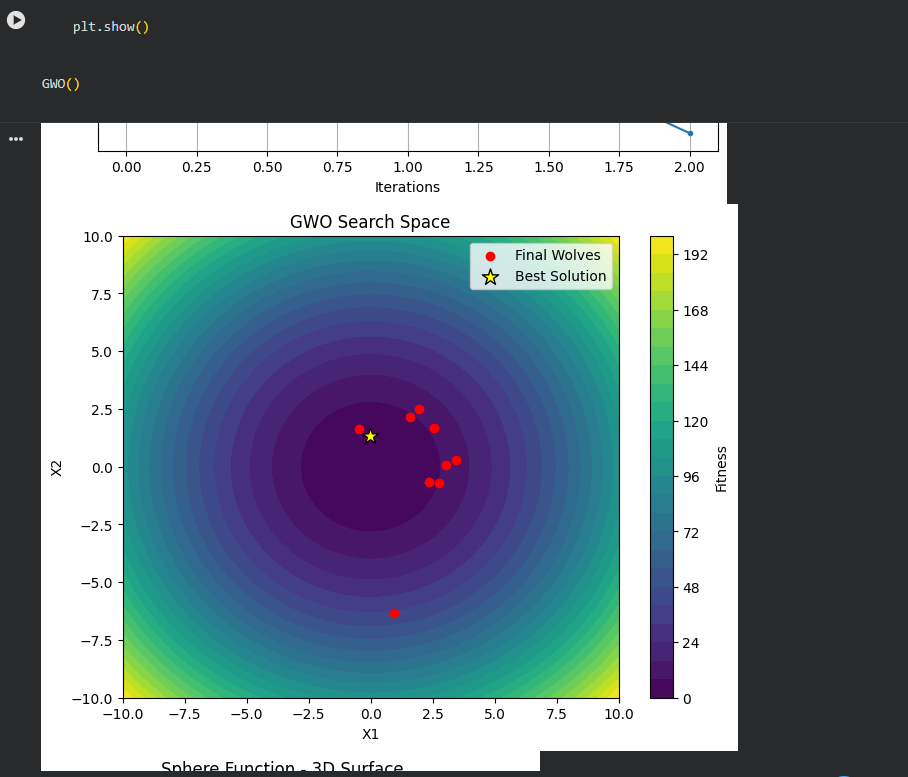 plt.show()
GWO()
0.00 0.25 0.50 0.75 1.00 1.25 1.50 1.75 2.00
Iterations
GWO Search Space
Final Wolves
Best Solution
10.0
7.5
5.0
2.5
0.0
−2.5
−5.0
−7.5
−10.0
X2
−10.0 −7.5 −5.0 −2.5 0.0 2.5 5.0 7.5 10.0
X1
192
168
144
120
96
72
48
24
0
Fitness
Sphere Function - 3D Surface